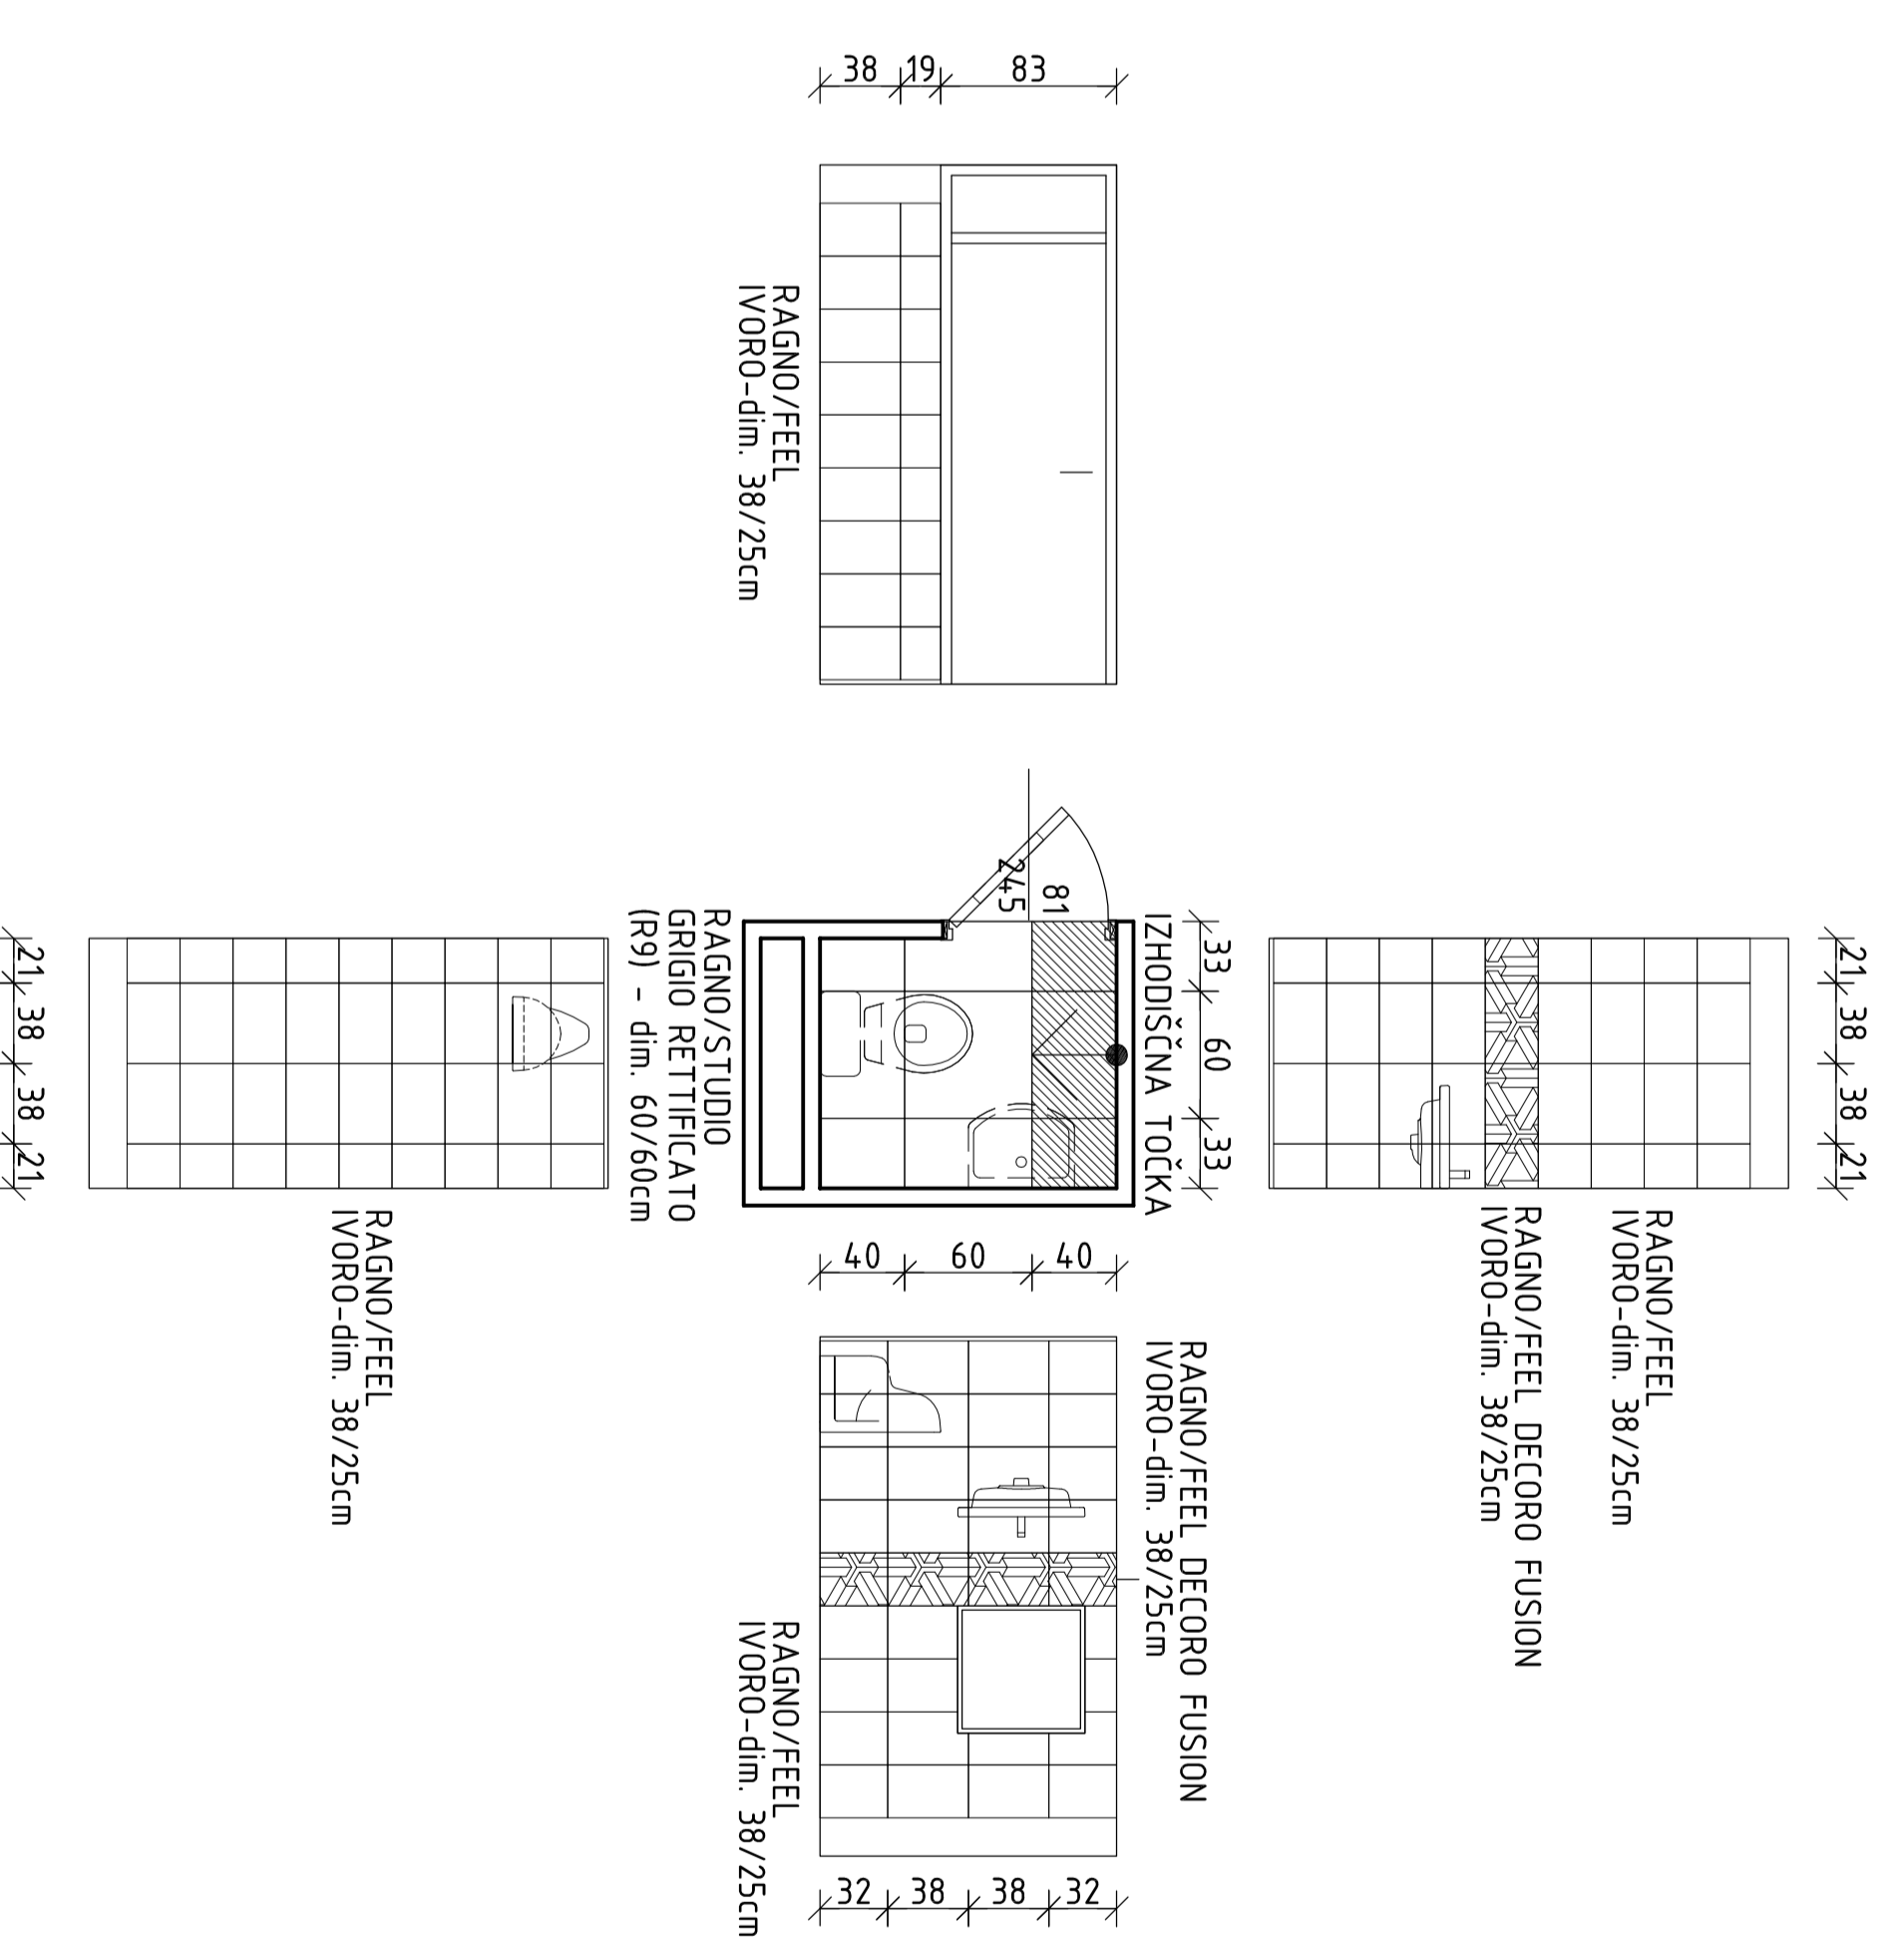 38 19 83
RAGNO/FEEL
IVORO-dim. 38/25cm
21 38 38 21
RAGNO/FEEL
IVORO-dim. 38/25cm
RAGNO/FEEL DECORO FUSION
IVORO-dim. 38/25cm
33 60 33
IZHODIŠČNA TOČKA
81
245
RAGNO/STUDIO
GRIGIO RETTIFICATO
(R9) - dim. 60/60cm
40 60 40
21 38 38 21
RAGNO/FEEL
IVORO-dim. 38/25cm
RAGNO/FEEL DECORO FUSION
IVORO-dim. 38/25cm
RAGNO/FEEL
IVORO-dim. 38/25cm
32 38 38 32